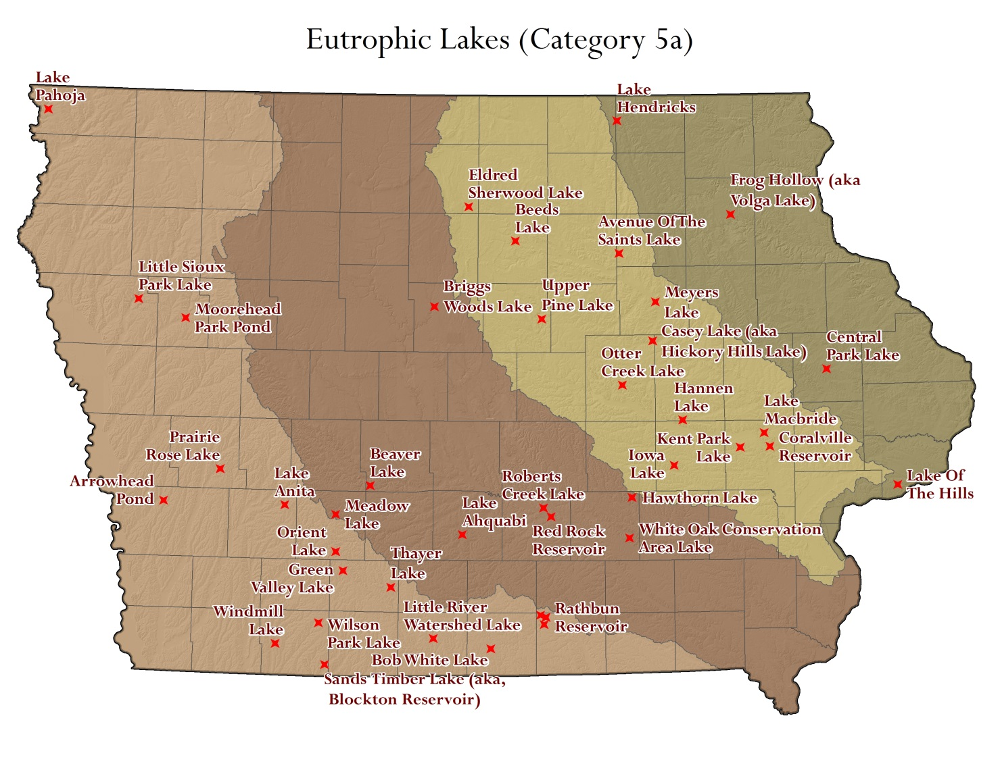 Eutrophic Lakes (Category 5a)
Lake
Pahoja
Lake
Hendricks
Eldred
Sherwood Lake
Frog Hollow (aka
Volga Lake)
Beeds
Lake
Avenue Of The
Saints Lake
Little Sioux
Park Lake
Moorehead
Park Pond
Briggs
Woods Lake
Upper
Pine Lake
Meyers
Lake
Casey Lake (aka
Hickory Hills Lake)
Central
Park Lake
Otter
Creek Lake
Hannen
Lake
Lake
Macbride
Coralville
Reservoir
Kent Park
Lake
Iowa
Lake
Prairie
Rose Lake
Arrowhead
Pond
Lake
Anita
Beaver
Lake
Meadow
Lake
Roberts
Creek Lake
Lake
Ahquabi
Red Rock
Reservoir
Hawthorn Lake
Lake Of
The Hills
White Oak Conservation
Area Lake
Orient
Lake
Green
Valley Lake
Thayer
Lake
Windmill
Lake
Wilson
Park Lake
Little River
Watershed Lake
Rathbun
Reservoir
Bob White Lake
Sands Timber Lake (aka,
Blockton Reservoir)